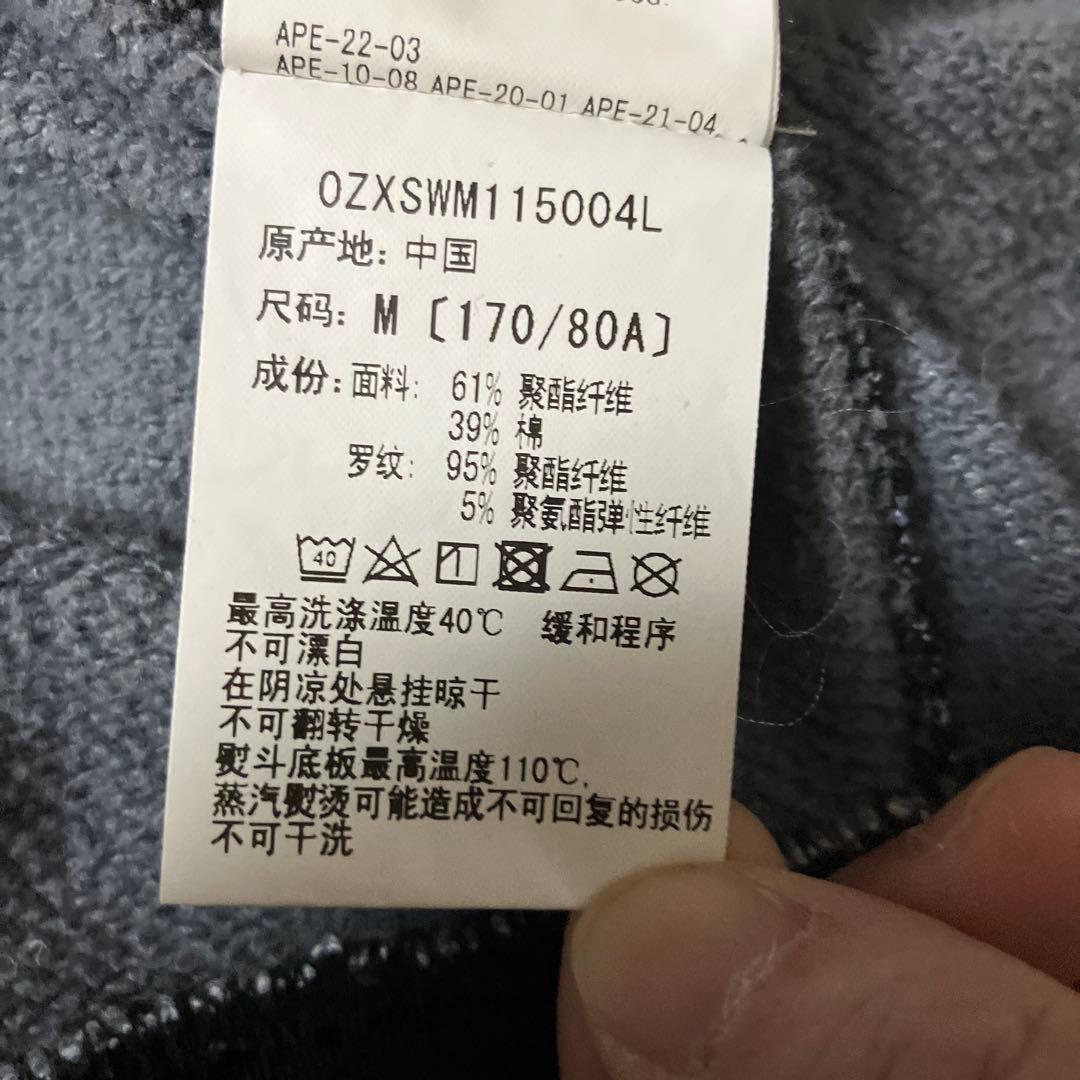 APE-22-03
APE-10-08 APE-20-01 APE-21-04
OZXSWM115004L
原产地: 中国
尺码: M〔170/80A〕
成份: 面料: 61% 聚酯纤维
39% 棉
罗纹: 95% 聚酯纤维
5% 聚氨酯弹性纤维
40
最高洗涤温度40℃ 缓和程序
不可漂白
在阴凉处悬挂晾干
不可翻转干燥
熨斗底板最高温度110℃,
蒸汽熨烫可能造成不可回复的损伤
不可干洗